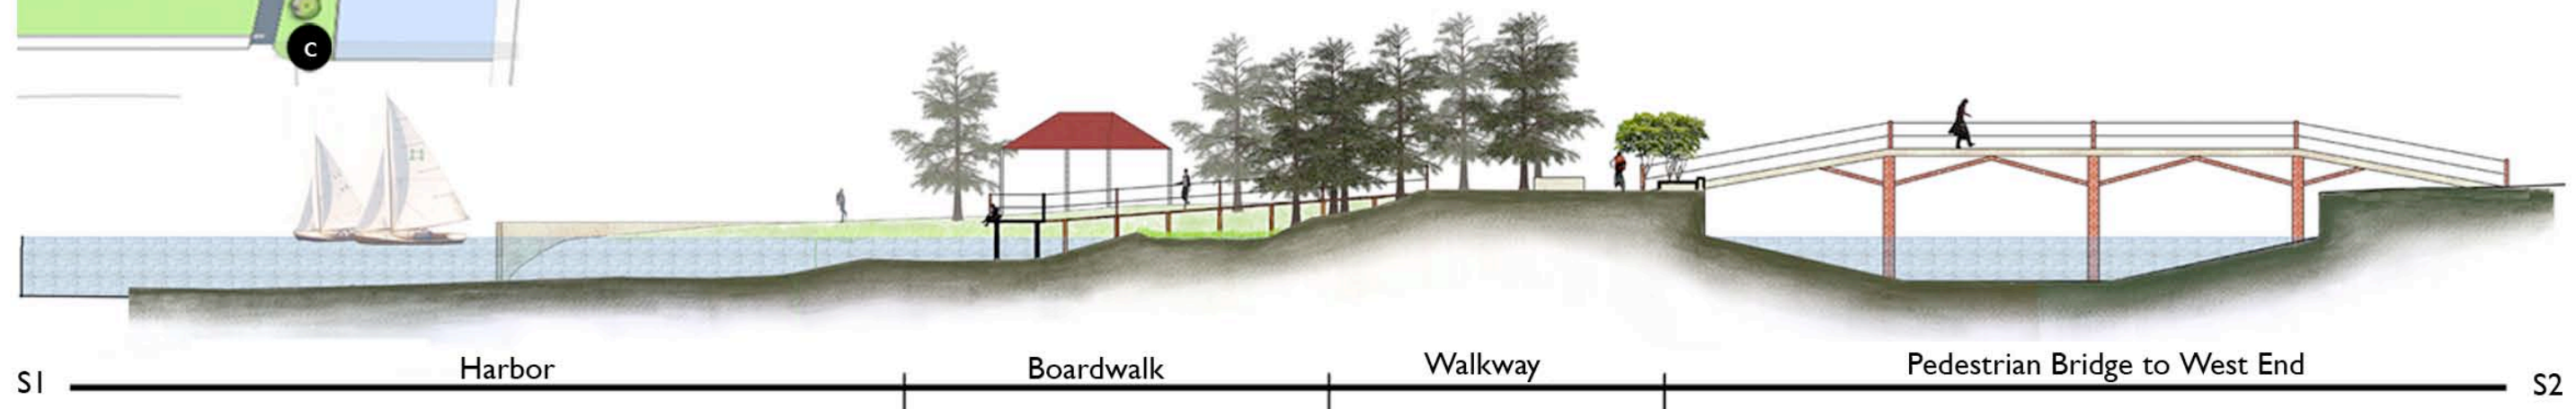 C
Harbor
Boardwalk
Walkway
Pedestrian Bridge to West End
S1
S2